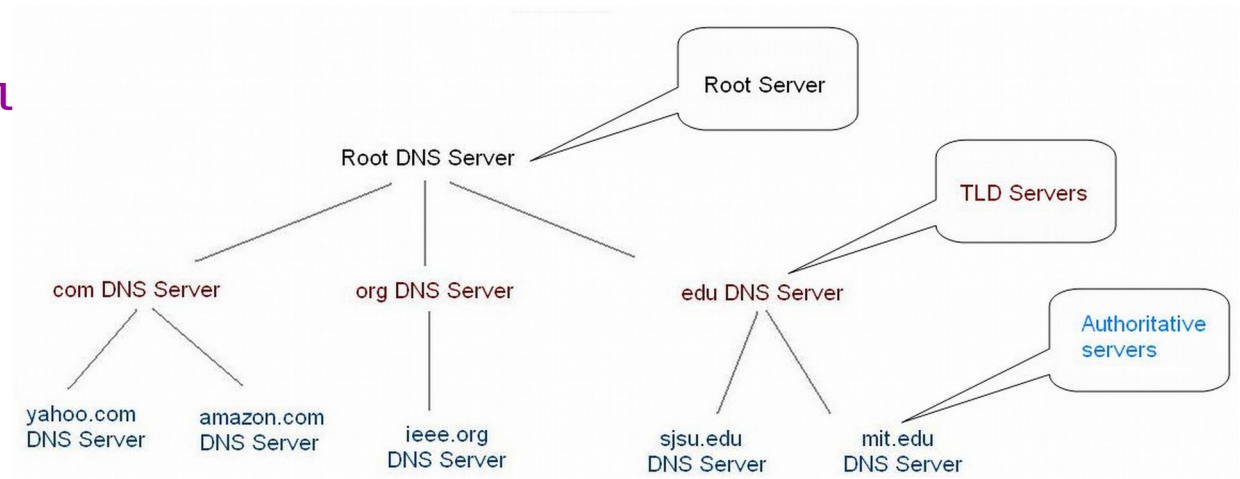 l
Root Server
Root DNS Server
TLD Servers
com DNS Server
org DNS Server
edu DNS Server
Authoritative
servers
yahoo.com
DNS Server
amazon.com
DNS Server
ieee.org
DNS Server
sjsu.edu
DNS Server
mit.edu
DNS Server